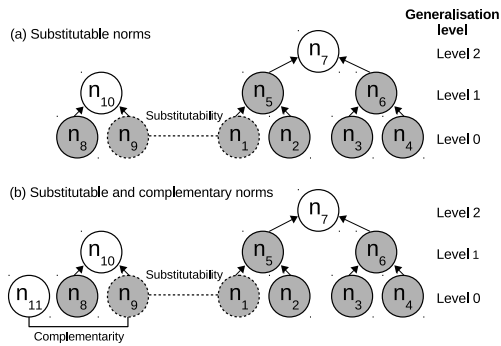 Generalisation
level
(a) Substitutable norms
n7
Level 2
n10
n5
n6
Level 1
Substitutability
n8
n9
n1
n2
n3
n4
Level 0
(b) Substitutable and complementary norms
n7
Level 2
n10
n5
n6
Level 1
Substitutability
n11
n8
n9
n1
n2
n3
n4
Level 0
Complementarity